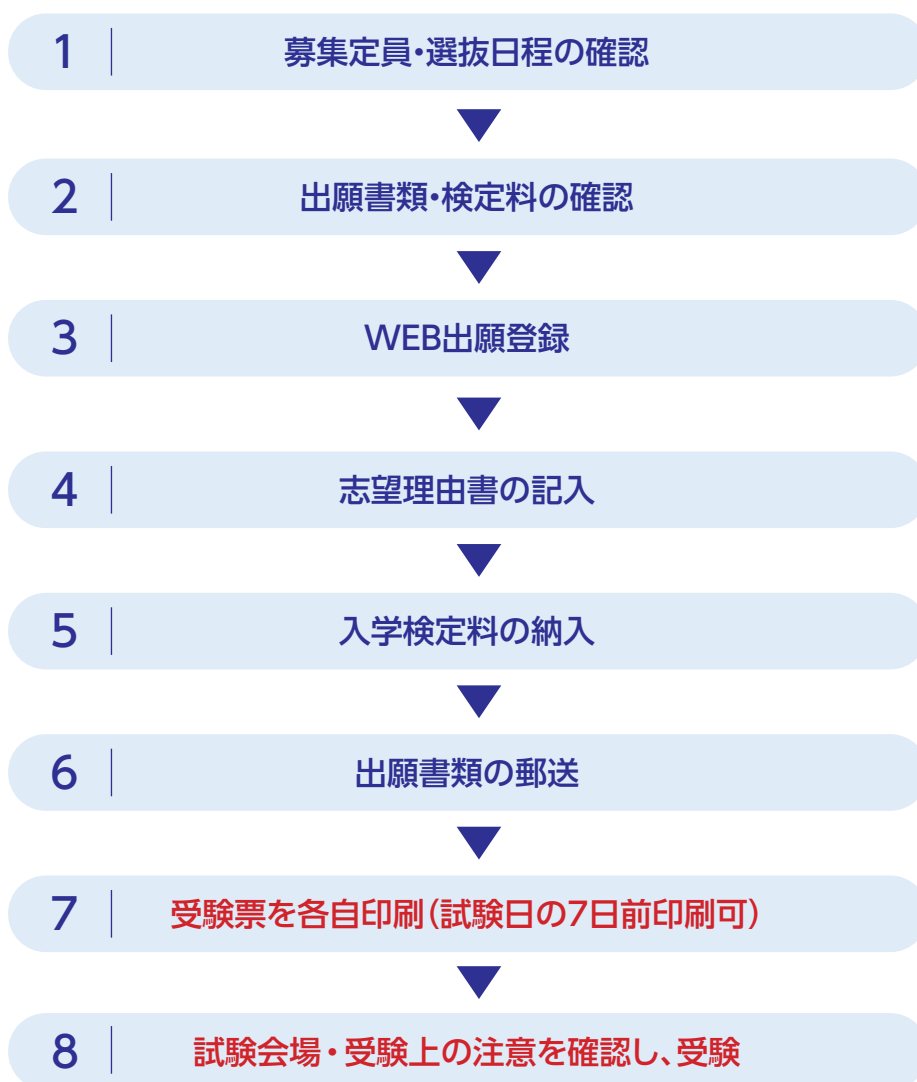 1 募集定員・選抜日程の確認
2 出願書類・検定料の確認
3 WEB出願登録
4 志望理由書の記入
5 入学検定料の納入
6 出願書類の郵送
7 受験票を各自印刷(試験日の7日前印刷可)
8 試験会場・受験上の注意を確認し、受験